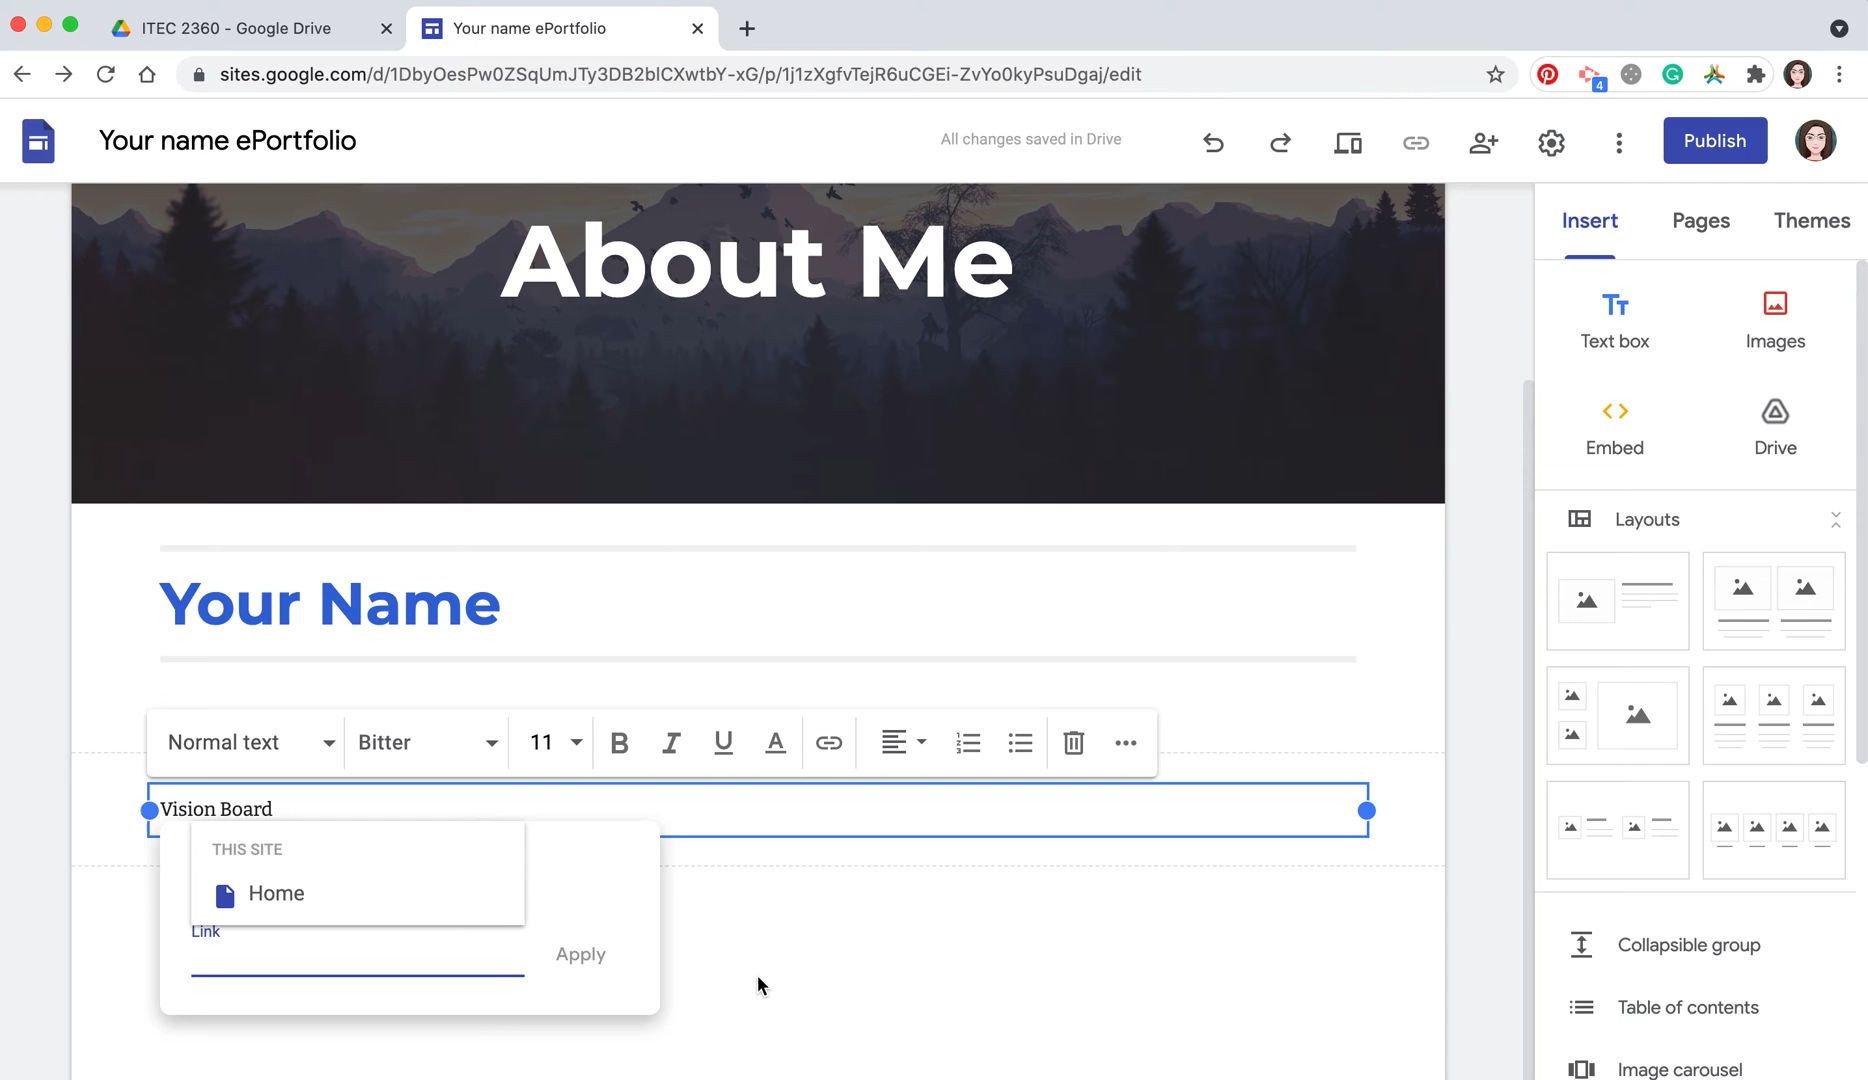 ITEC 2360 - Google Drive
Your name ePortfolio
sites.google.com/d/1DbyOesPw0ZSqUmJTy3DB2blCXwtbY-xG/p/1j1zXgfvTejR6uCGEi-ZvYo0kyPsuDgaj/edit
4
Your name ePortfolio
All changes saved in Drive
Publish
About Me
Insert
Pages
Themes
Text box
Images
Embed
Drive
Layouts
Your Name
Normal text
Bitter
11
Vision Board
THIS SITE
Home
Link
Apply
Collapsible group
Table of contents
Image carousel